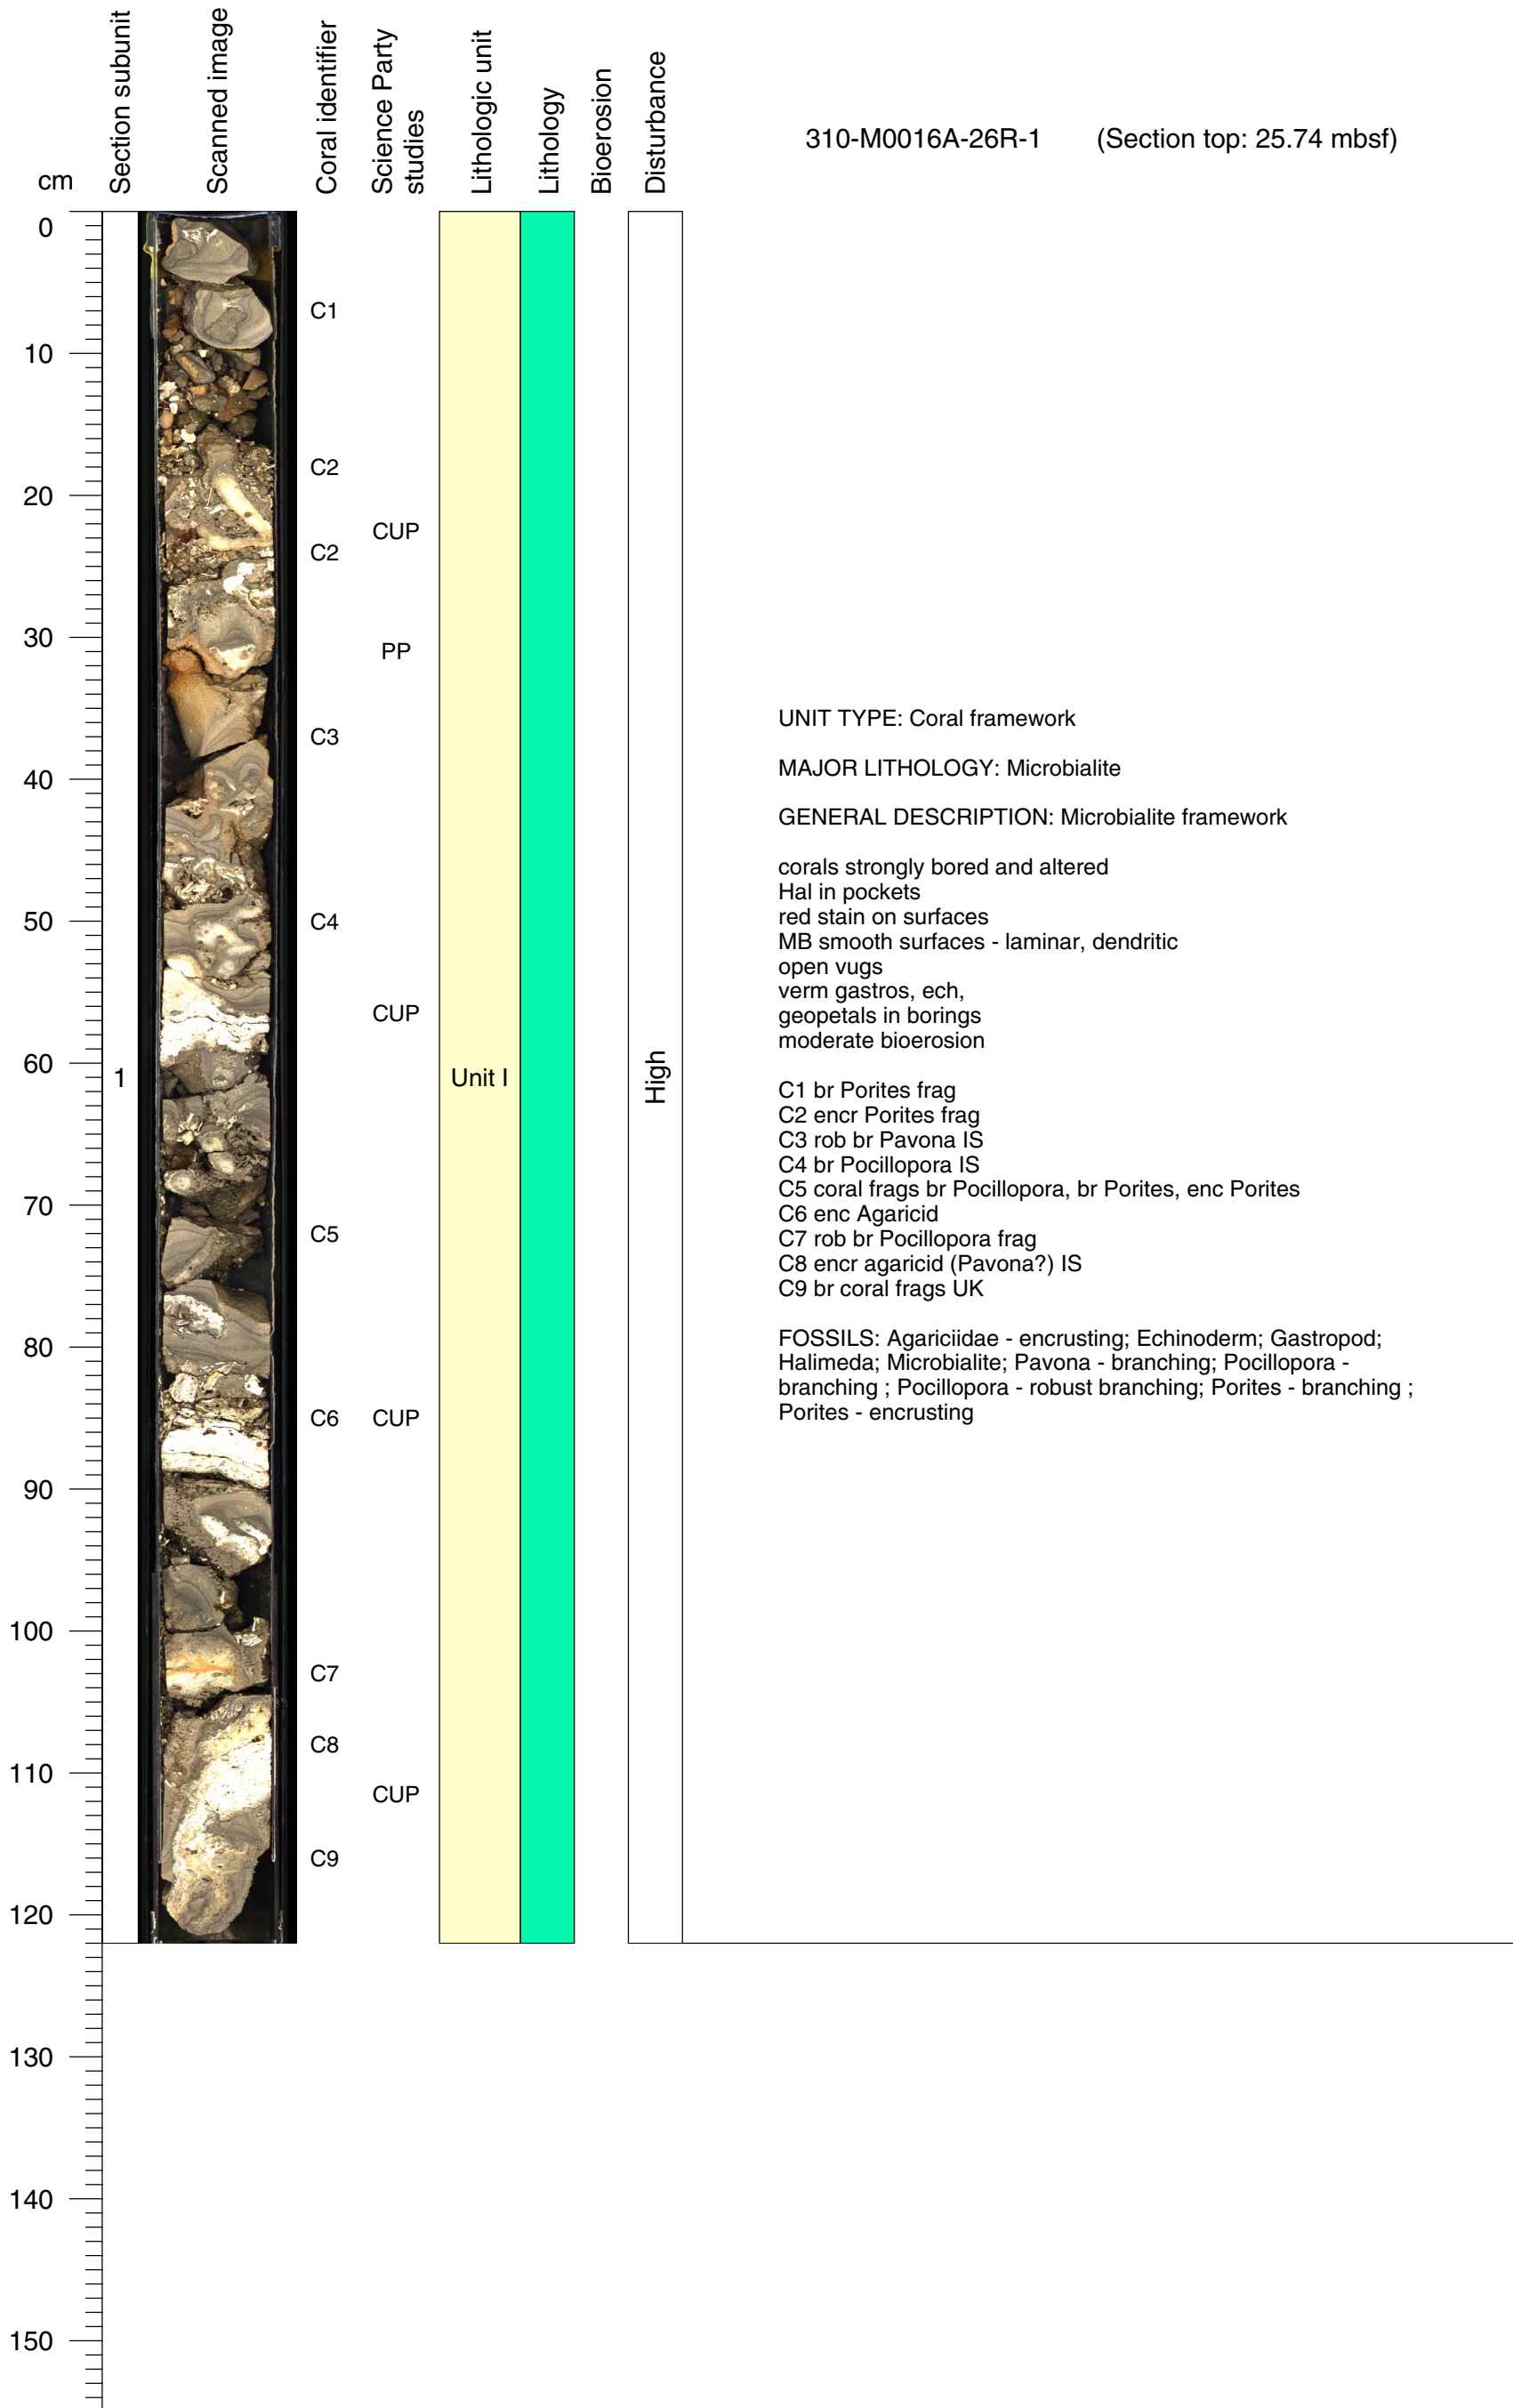 cm
Section subunit
Scanned image
Coral identifier
Science Party
studies
Lithologic unit
Lithology
Bioerosion
Disturbance
310-M0016A-26R-1 (Section top: 25.74 mbsf)
0
C1
10
C2
20
CUP
C2
30
PP
UNIT TYPE: Coral framework
C3
MAJOR LITHOLOGY: Microbialite
40
GENERAL DESCRIPTION: Microbialite framework
corals strongly bored and altered
Hal in pockets
red stain on surfaces
50
C4
MB smooth surfaces - laminar, dendritic
open vugs
verm gastros, ech,
CUP
geopetals in borings
moderate bioerosion
60
1
Unit I
High
C1 br Porites frag
C2 encr Porites frag
C3 rob br Pavona IS
C4 br Pocillopora IS
C5 coral frags br Pocillopora, br Porites, enc Porites
70
C6 enc Agaricid
C5
C7 rob br Pocillopora frag
C8 encr agaricid (Pavona?) IS
C9 br coral frags UK
FOSSILS: Agariciidae - encrusting; Echinoderm; Gastropod;
80
Halimeda; Microbialite; Pavona - branching; Pocillopora -
branching ; Pocillopora - robust branching; Porites - branching ;
Porites - encrusting
C6
CUP
90
100
C7
C8
110
CUP
C9
120
130
140
150